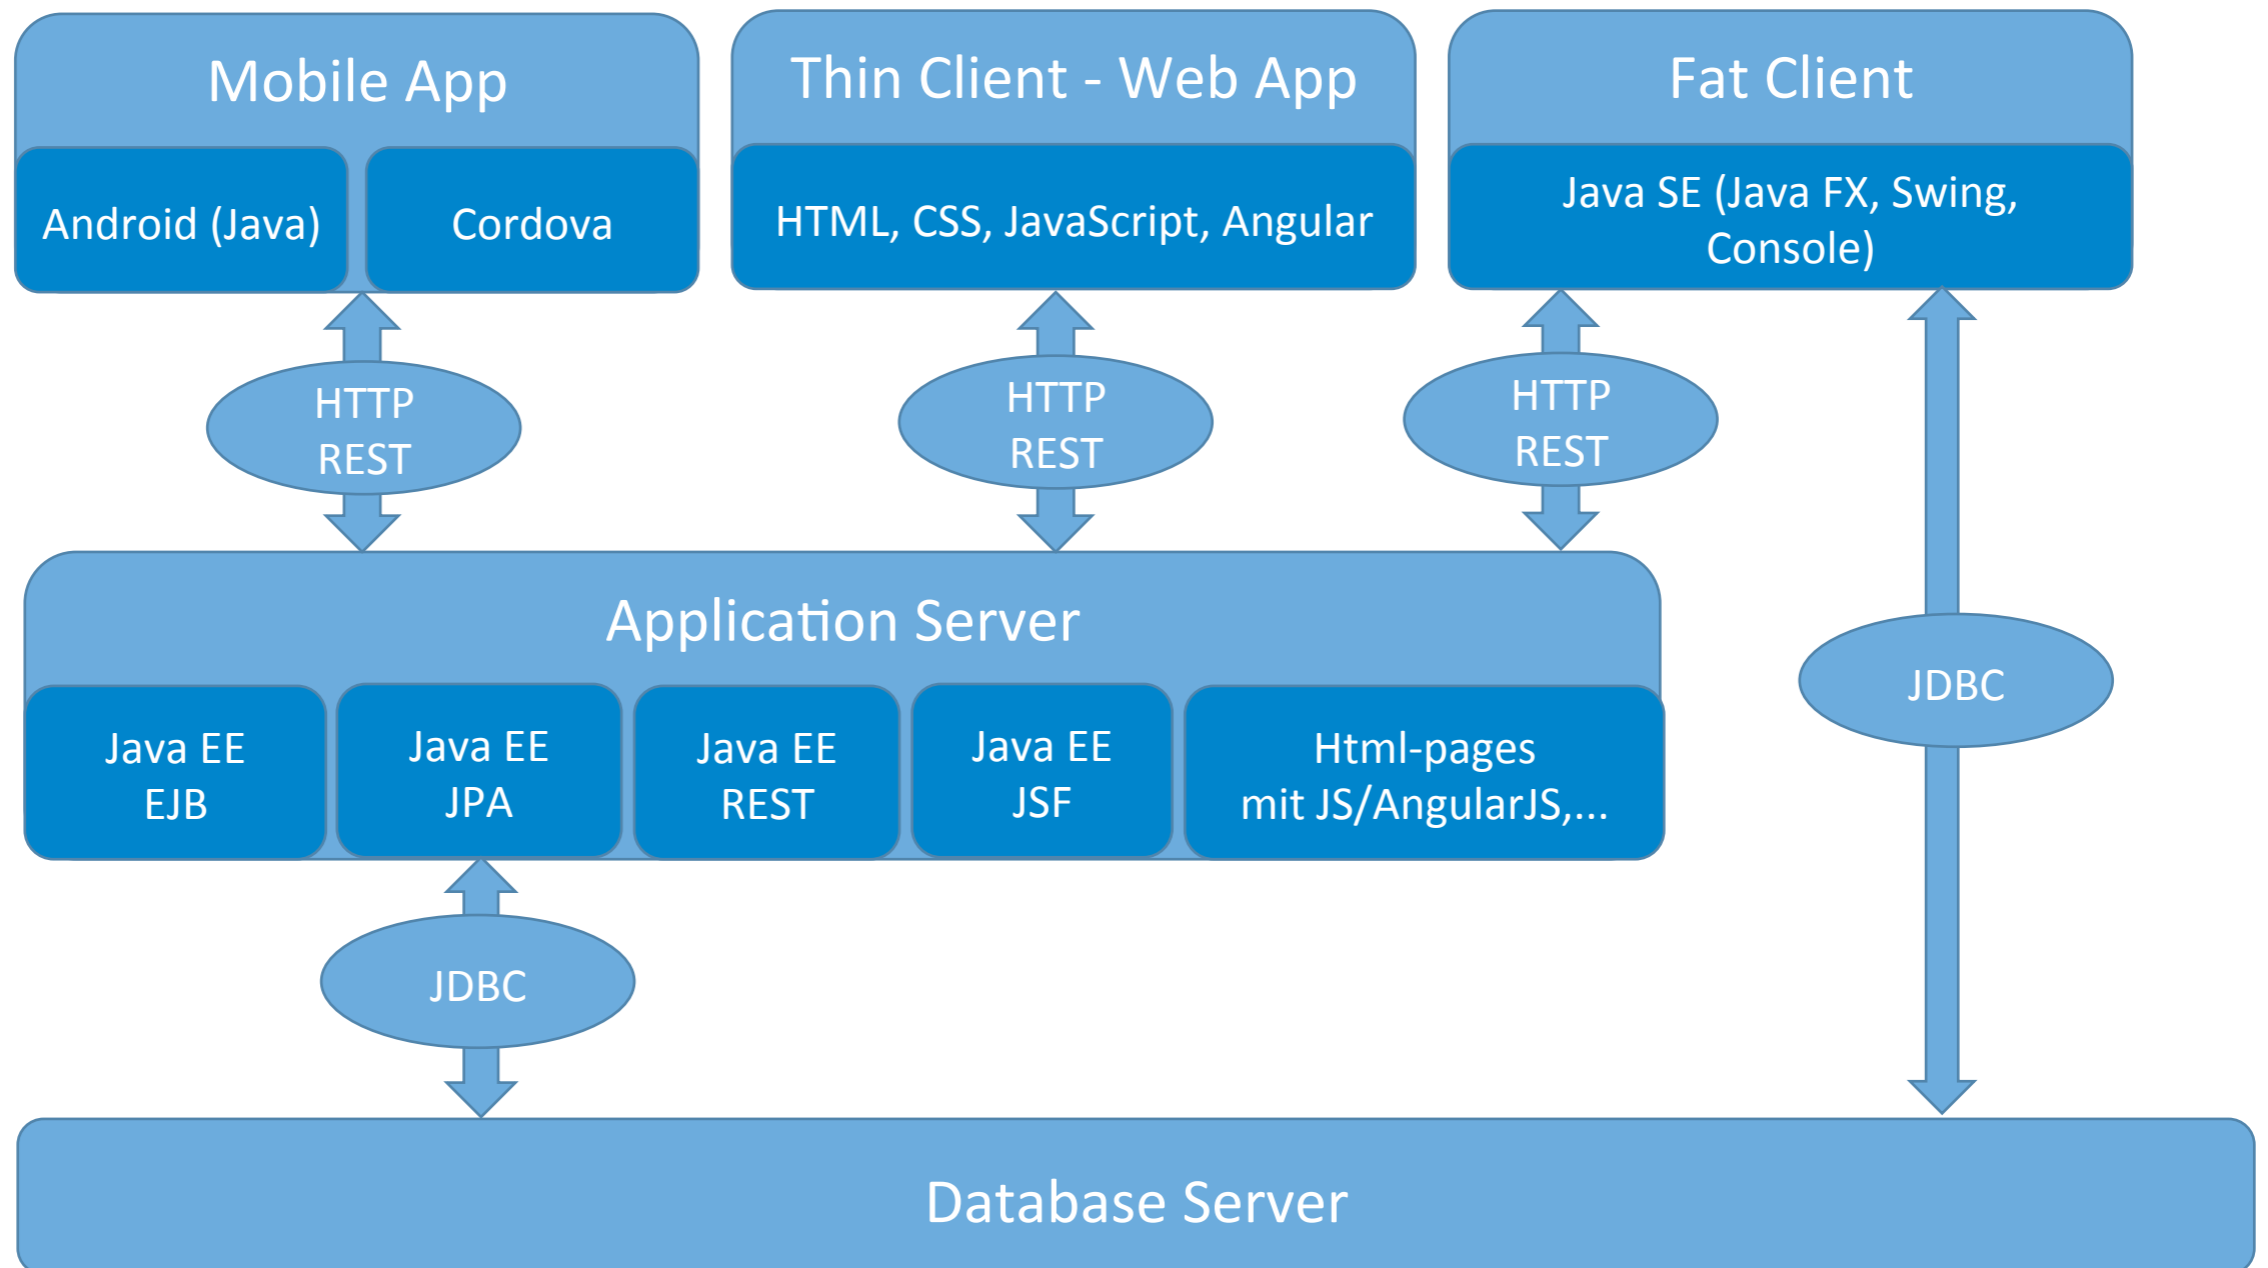 Mobile App
Thin Client - Web App
Fat Client
Android (Java)
Cordova
HTML, CSS, JavaScript, Angular
Java SE (Java FX, Swing,
Console)
HTTP
REST
HTTP
REST
HTTP
REST
Application Server
JDBC
Java EE
EJB
Java EE
JPA
Java EE
REST
Java EE
JSF
Html-pages
mit JS/AngularJS,...
JDBC
Database Server